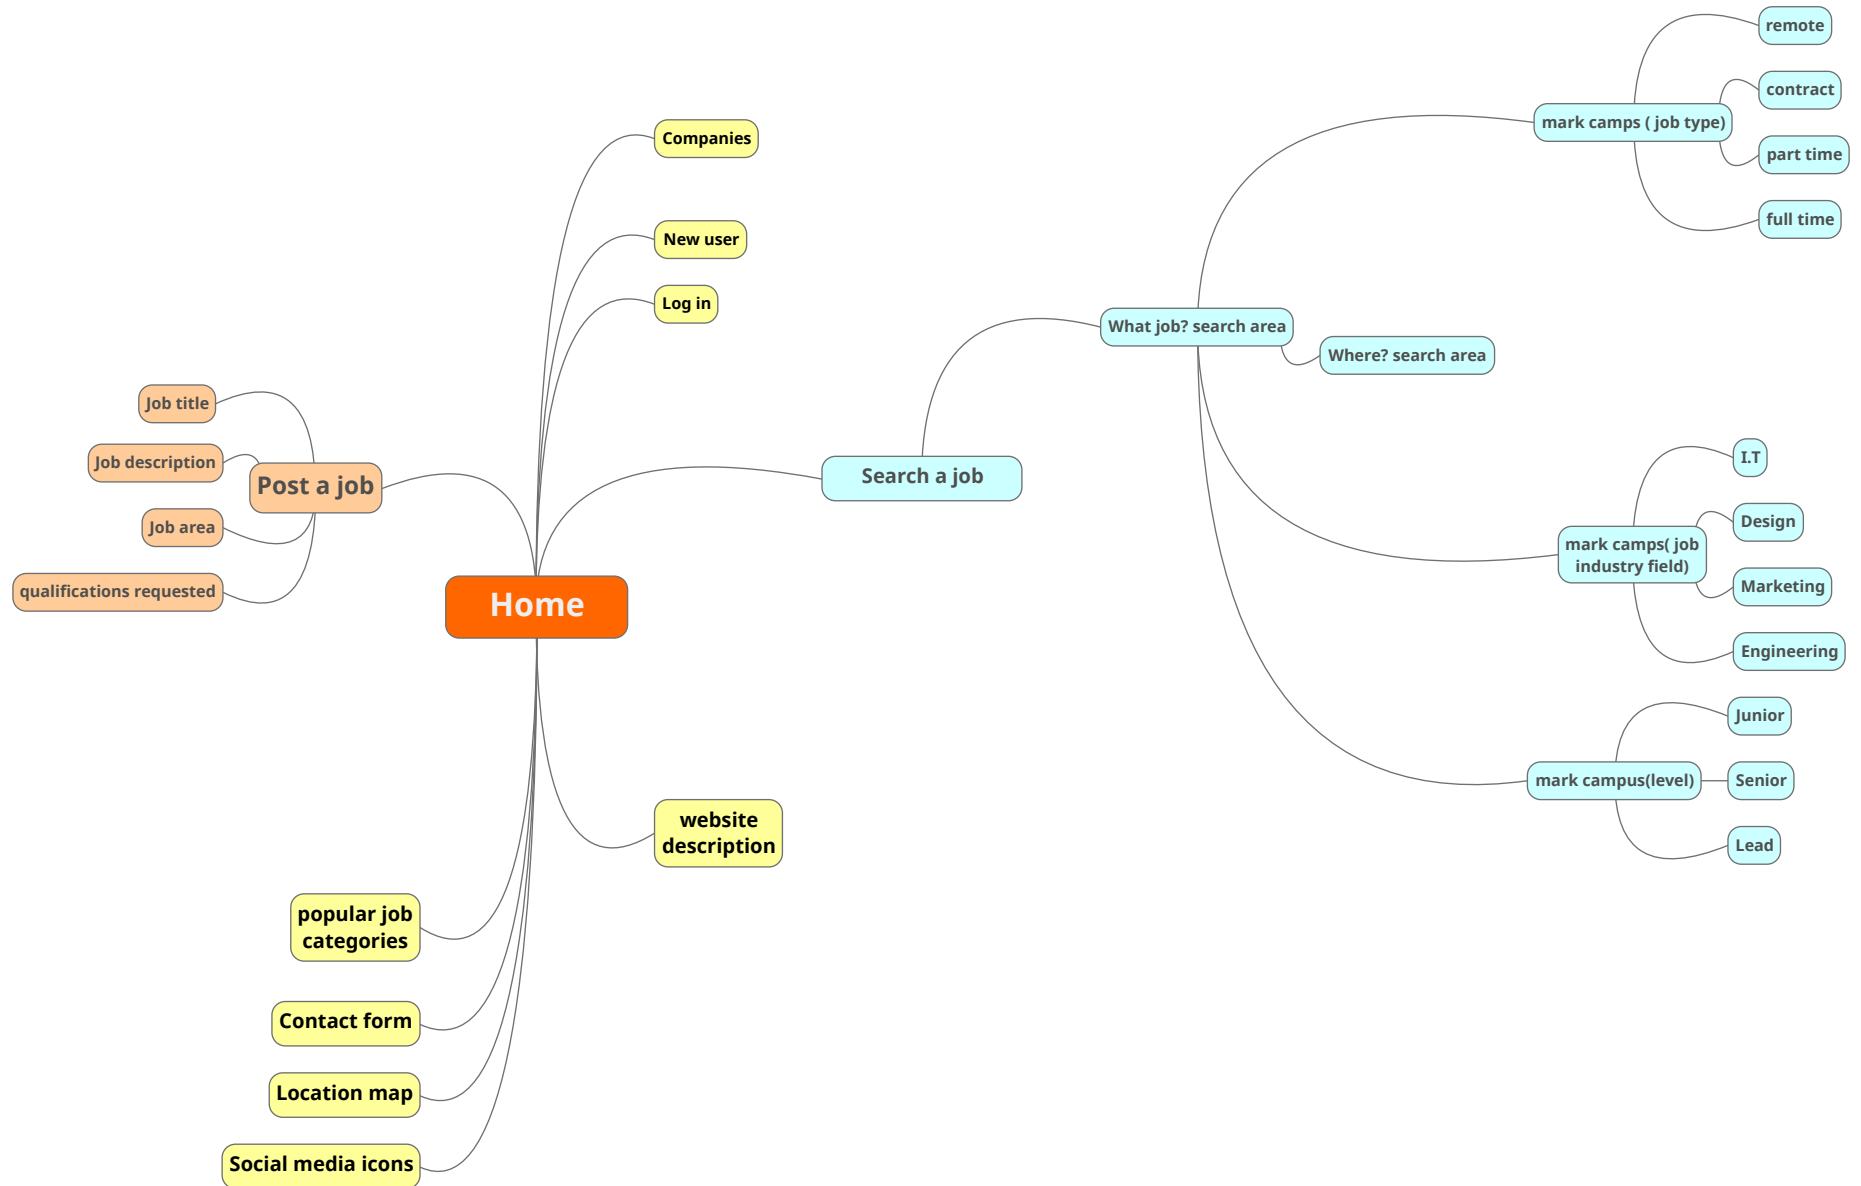 remote
contract
mark camps ( job type)
part time
full time
Companies
New user
Log in
What job? search area
Where? search area
Search a job
I.T
Design
mark camps( job
industry field)
Marketing
Engineering
Junior
mark campus(level)
Senior
Lead
Job title
Job description
Post a job
Job area
qualifications requested
Home
website
description
popular job
categories
Contact form
Location map
Social media icons